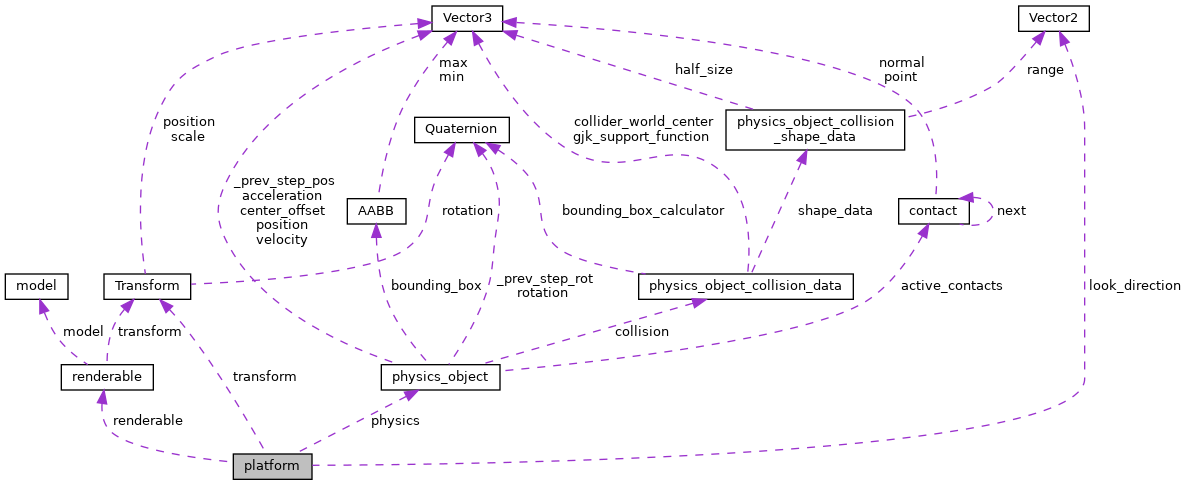 Vector3
Vector2
max
min
half_size
normal
point
range
position
scale
Quaternion
collider_world_center
gjk_support_function
physics_object_collision
_shape_data
_prev_step_pos
acceleration
center_offset
position
velocity
AABB
rotation
bounding_box_calculator
shape_data
contact
next
model
Transform
bounding_box
_prev_step_rot
rotation
physics_object_collision_data
active_contacts
look_direction
model
transform
collision
renderable
transform
physics_object
renderable
physics
platform